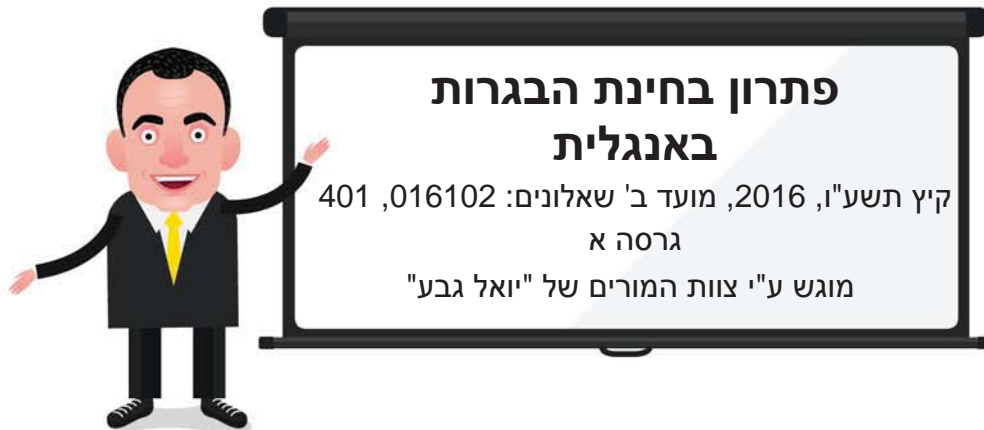 פתרון בחינת הבגרות
באנגלית
קיץ תשע"ו, 2016, מועד ב' שאלונים: 016102, 401
גרסה א
מוגש ע"י צוות המורים של "יואל גבע"